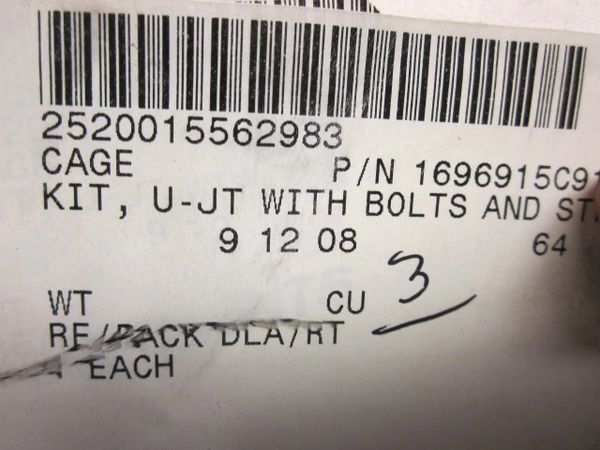 2520015562983
CAGE P/N 1696915C91
KIT, U-JT WITH BOLTS AND ST
9 12 08 64
WT CU 3
RE/PACK DLA/RT
EACH